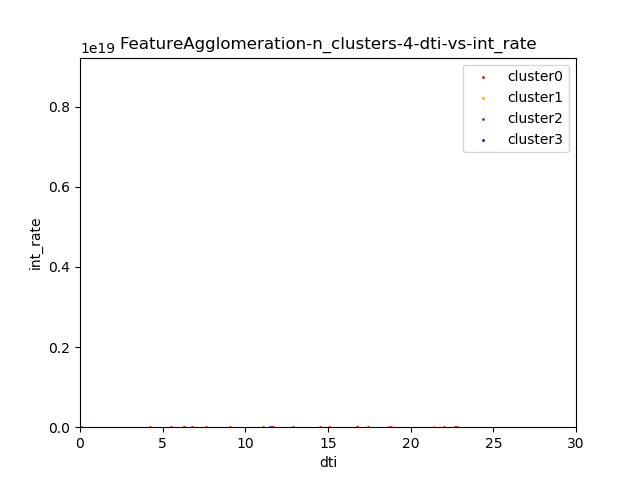 FeatureAgglomeration-n_clusters-4-dti-vs-int_rate
1e19
cluster0
cluster1
cluster2
cluster3
0.8
0.6
0.4
0.2
0.0
int_rate
0 5 10 15 20 25 30
dti